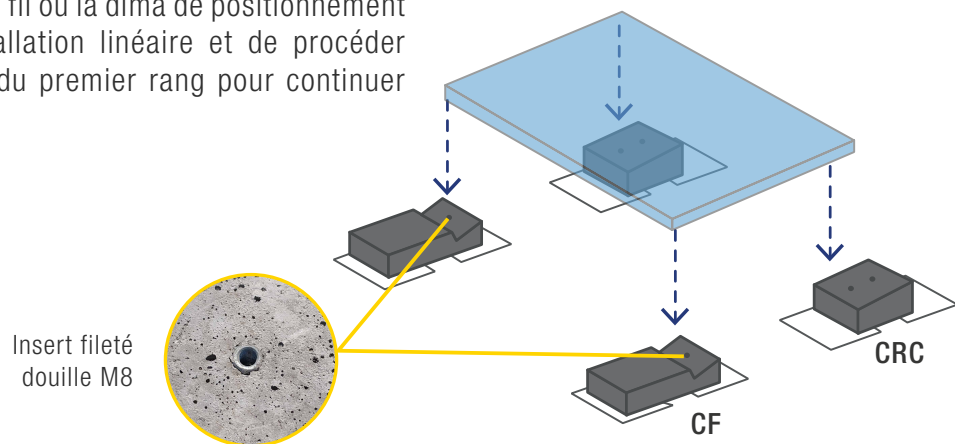 fil ou la dima de positionnement
allation linéaire et de procéder
du premier rang pour continuer
Insert fileté
douille M8
CRC
CF